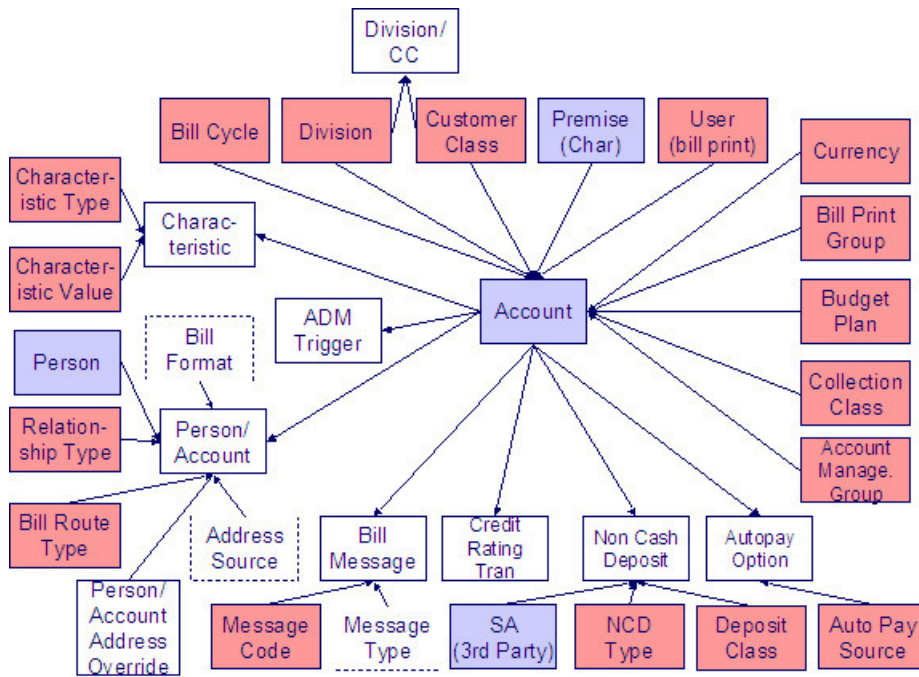 Division/
CC
Bill Cycle
Division
Customer
Class
Premise
(Char)
User
(bill print)
Currency
Character-
istic Type
Charac-
teristic
Bill Print
Group
Character-
istic Value
ADM
Trigger
Account
Budget
Plan
Person
Bill
Format
Collection
Class
Relation-
ship Type
Person/
Account
Account
Manage.
Group
Bill Route
Type
Address
Source
Bill
Message
Credit
Rating
Tran
Non Cash
Deposit
Autopay
Option
Person/
Account
Address
Override
Message
Code
Message
Type
SA
(3rd Party)
NCD
Type
Deposit
Class
Auto Pay
Source